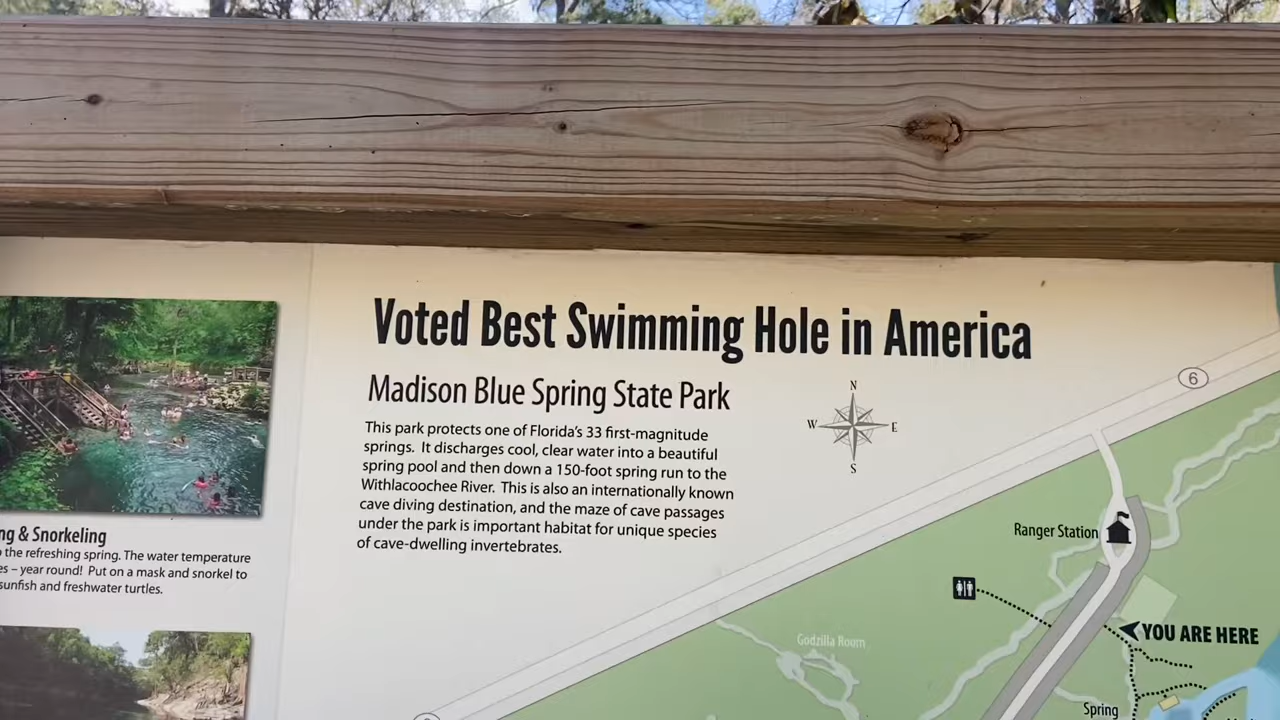 Voted Best Swimming Hole in America
Madison Blue Spring State Park
This park protects one of Florida's 33 first-magnitude
springs. It discharges cool, clear water into a beautiful
spring pool and then down a 150-foot spring run to the
Withlacoochee River. This is also an internationally known
cave diving destination, and the maze of cave passages
under the park is important habitat for unique species
of cave-dwelling invertebrates.
ng & Snorkeling
the refreshing spring. The water temperature
es – year round! Put on a mask and snorkel to
sunfish and freshwater turtles.
N
W E
S
6
Ranger Station
YOU ARE HERE
Godzilla Room
Spring